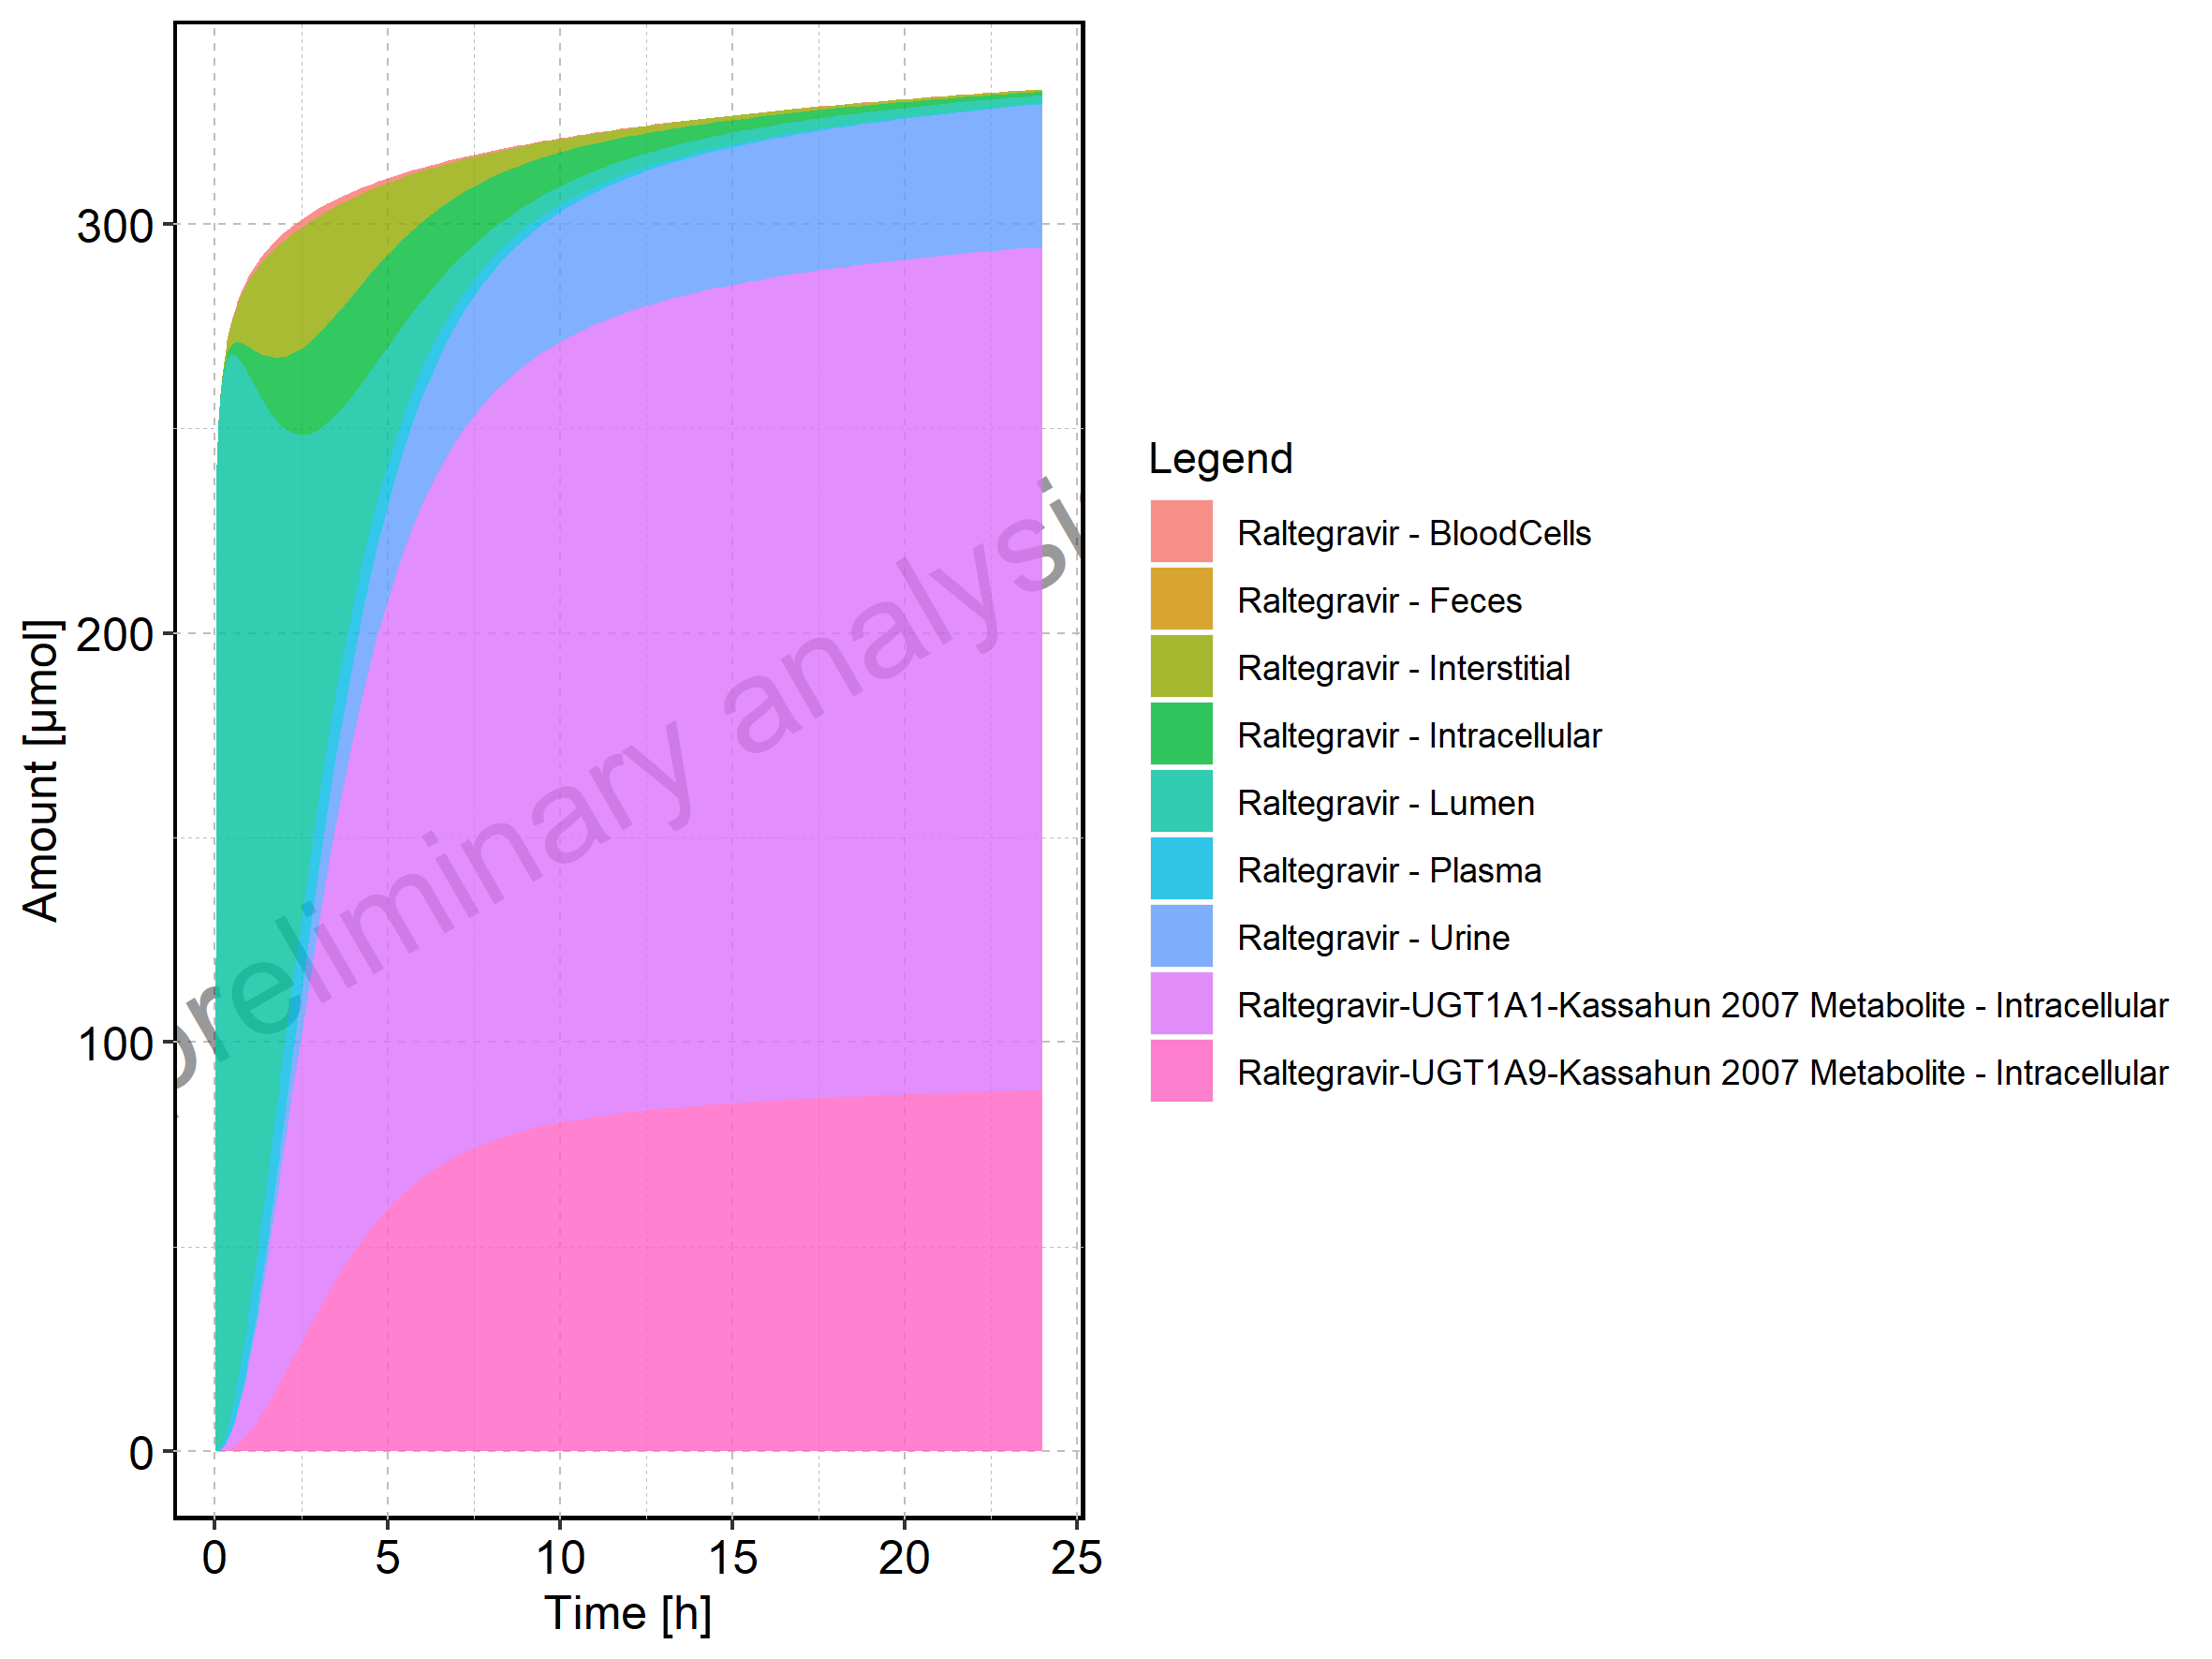 300
200
100
0
Amount [µmol]
0 5 10 15 20 25
Time [h]
preliminary analysis
Legend
Raltegravir - BloodCells
Raltegravir - Feces
Raltegravir - Interstitial
Raltegravir - Intracellular
Raltegravir - Lumen
Raltegravir - Plasma
Raltegravir - Urine
Raltegravir-UGT1A1-Kassahun 2007 Metabolite - Intracellular
Raltegravir-UGT1A9-Kassahun 2007 Metabolite - Intracellular